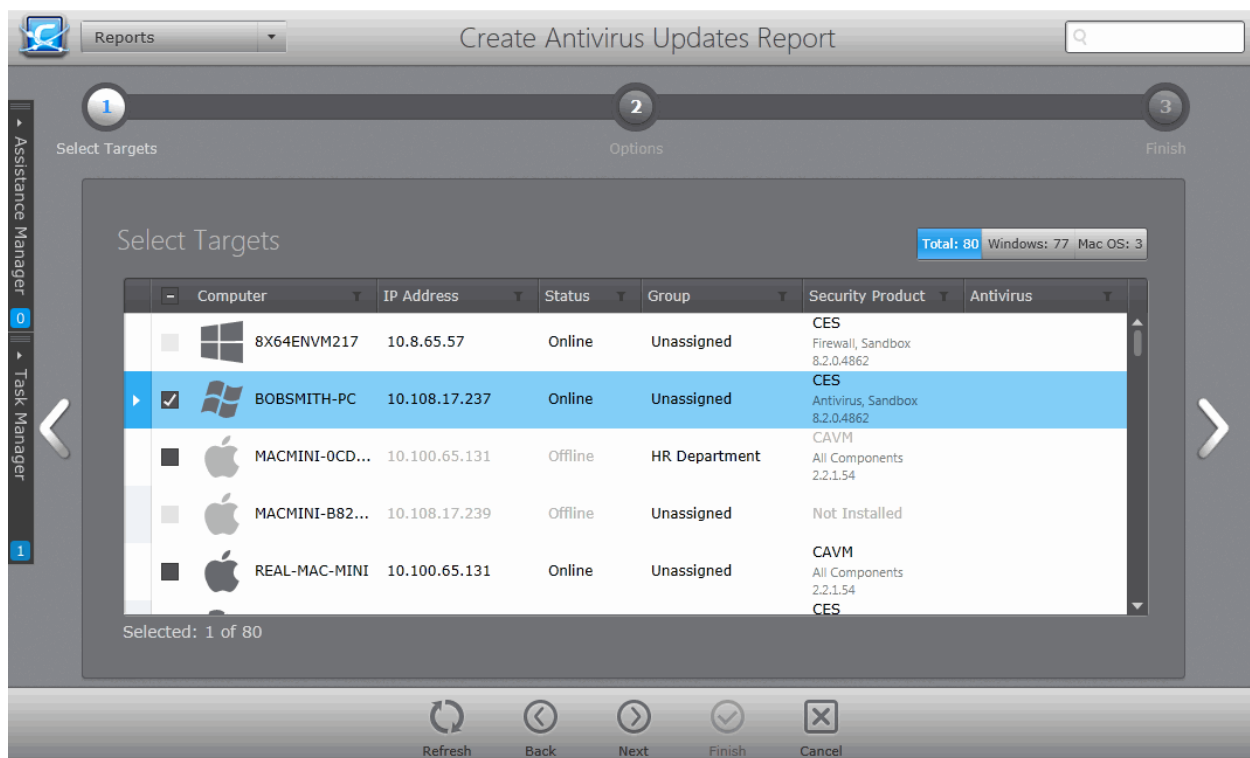 Reports
Create Antivirus Updates Report
1
2
3
Select Targets
Options
Finish
Assistance Manager
0
Task Manager
1
Select Targets
Total: 80 Windows: 77 Mac OS: 3
Computer IP Address Status Group Security Product Antivirus
8X64ENVM217 10.8.65.57 Online Unassigned CES
Firewall, Sandbox
8.2.0.4862
BOBSMITH-PC 10.108.17.237 Online Unassigned CES
Antivirus, Sandbox
8.2.0.4862
MACMINI-0CD... 10.100.65.131 Offline HR Department CAVM
All Components
2.2.1.54
MACMINI-B82... 10.108.17.239 Offline Unassigned Not Installed
REAL-MAC-MINI 10.100.65.131 Online Unassigned CAVM
All Components
2.2.1.54
CES
Selected: 1 of 80
Refresh Back Next Finish Cancel